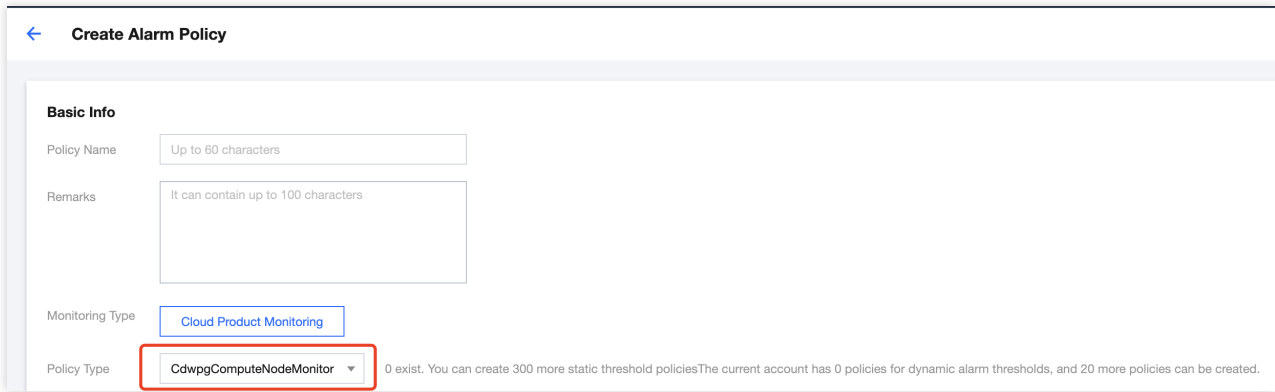 Create Alarm Policy
Basic Info
Policy Name
Up to 60 characters
Remarks
It can contain up to 100 characters
Monitoring Type
Cloud Product Monitoring
Policy Type
CdwpgComputeNodeMonitor
0 exist. You can create 300 more static threshold policiesThe current account has 0 policies for dynamic alarm thresholds, and 20 more policies can be created.